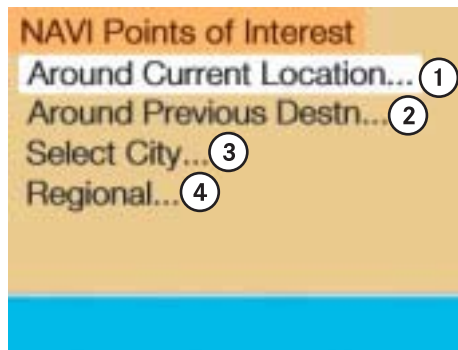 NAVI Points of Interest
Around Current Location... 1
Around Previous Destn... 2
Select City... 3
Regional... 4